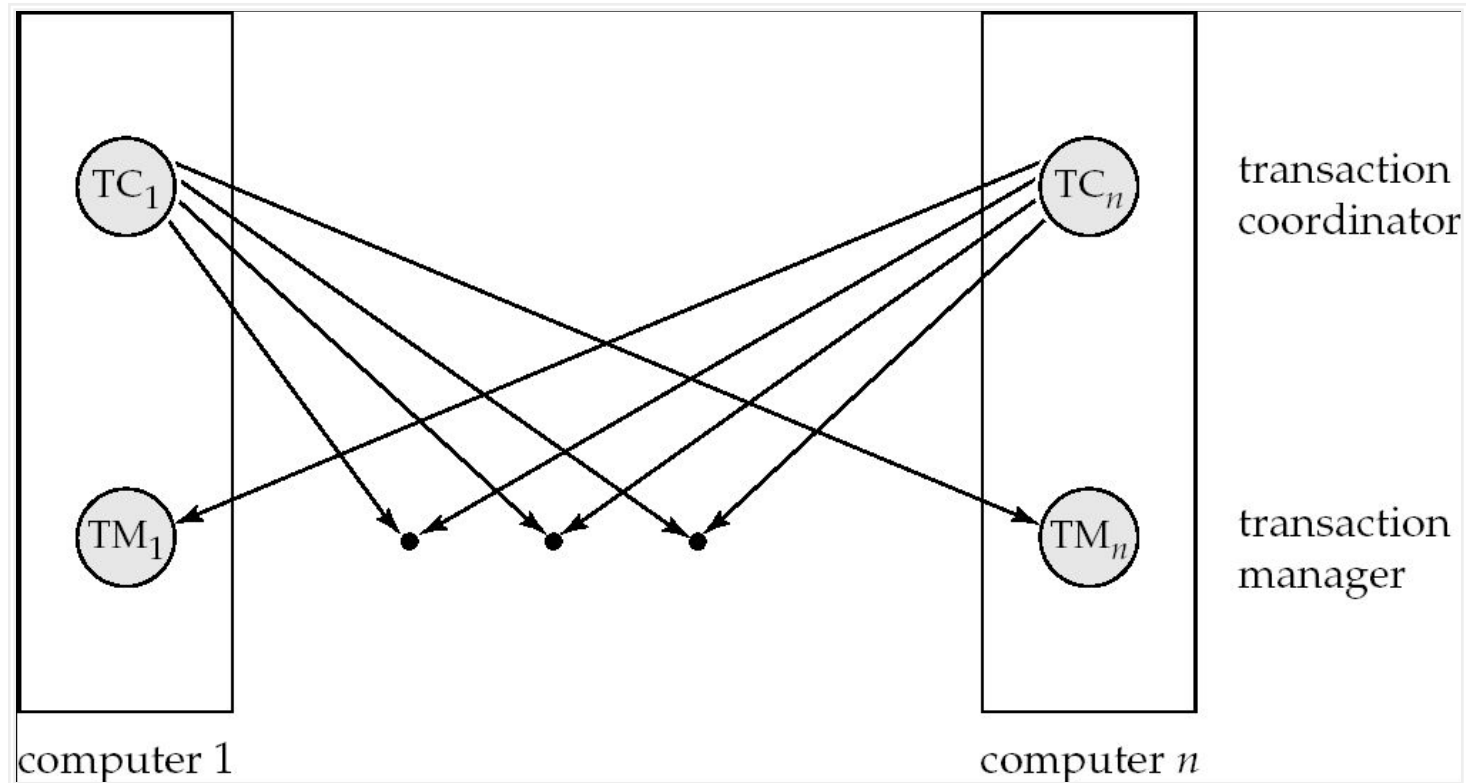 TC₁
TCₙ
transaction
coordinator
TM₁
TMₙ
transaction
manager
computer 1
computer n